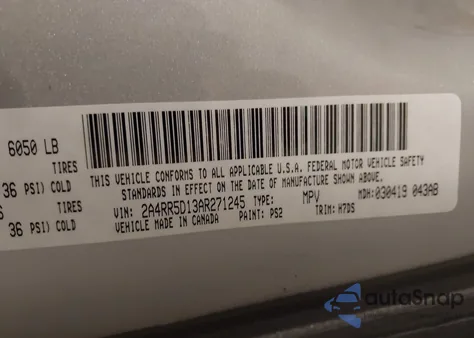 6050 LB
TIRES
36 PSI) COLD
TIRES
36 PSI) COLD
THIS VEHICLE CONFORMS TO ALL APPLICABLE U.S.A. FEDERAL MOTOR VEHICLE SAFETY
STANDARDS IN EFFECT ON THE DATE OF MANUFACTURE SHOWN ABOVE.
VIN: 2A4RR5D13AR271245 TYPE: MPV MDH:030419 043AB
VEHICLE MADE IN CANADA PAINT: PS2 TRIM: H7D5
autoSnap